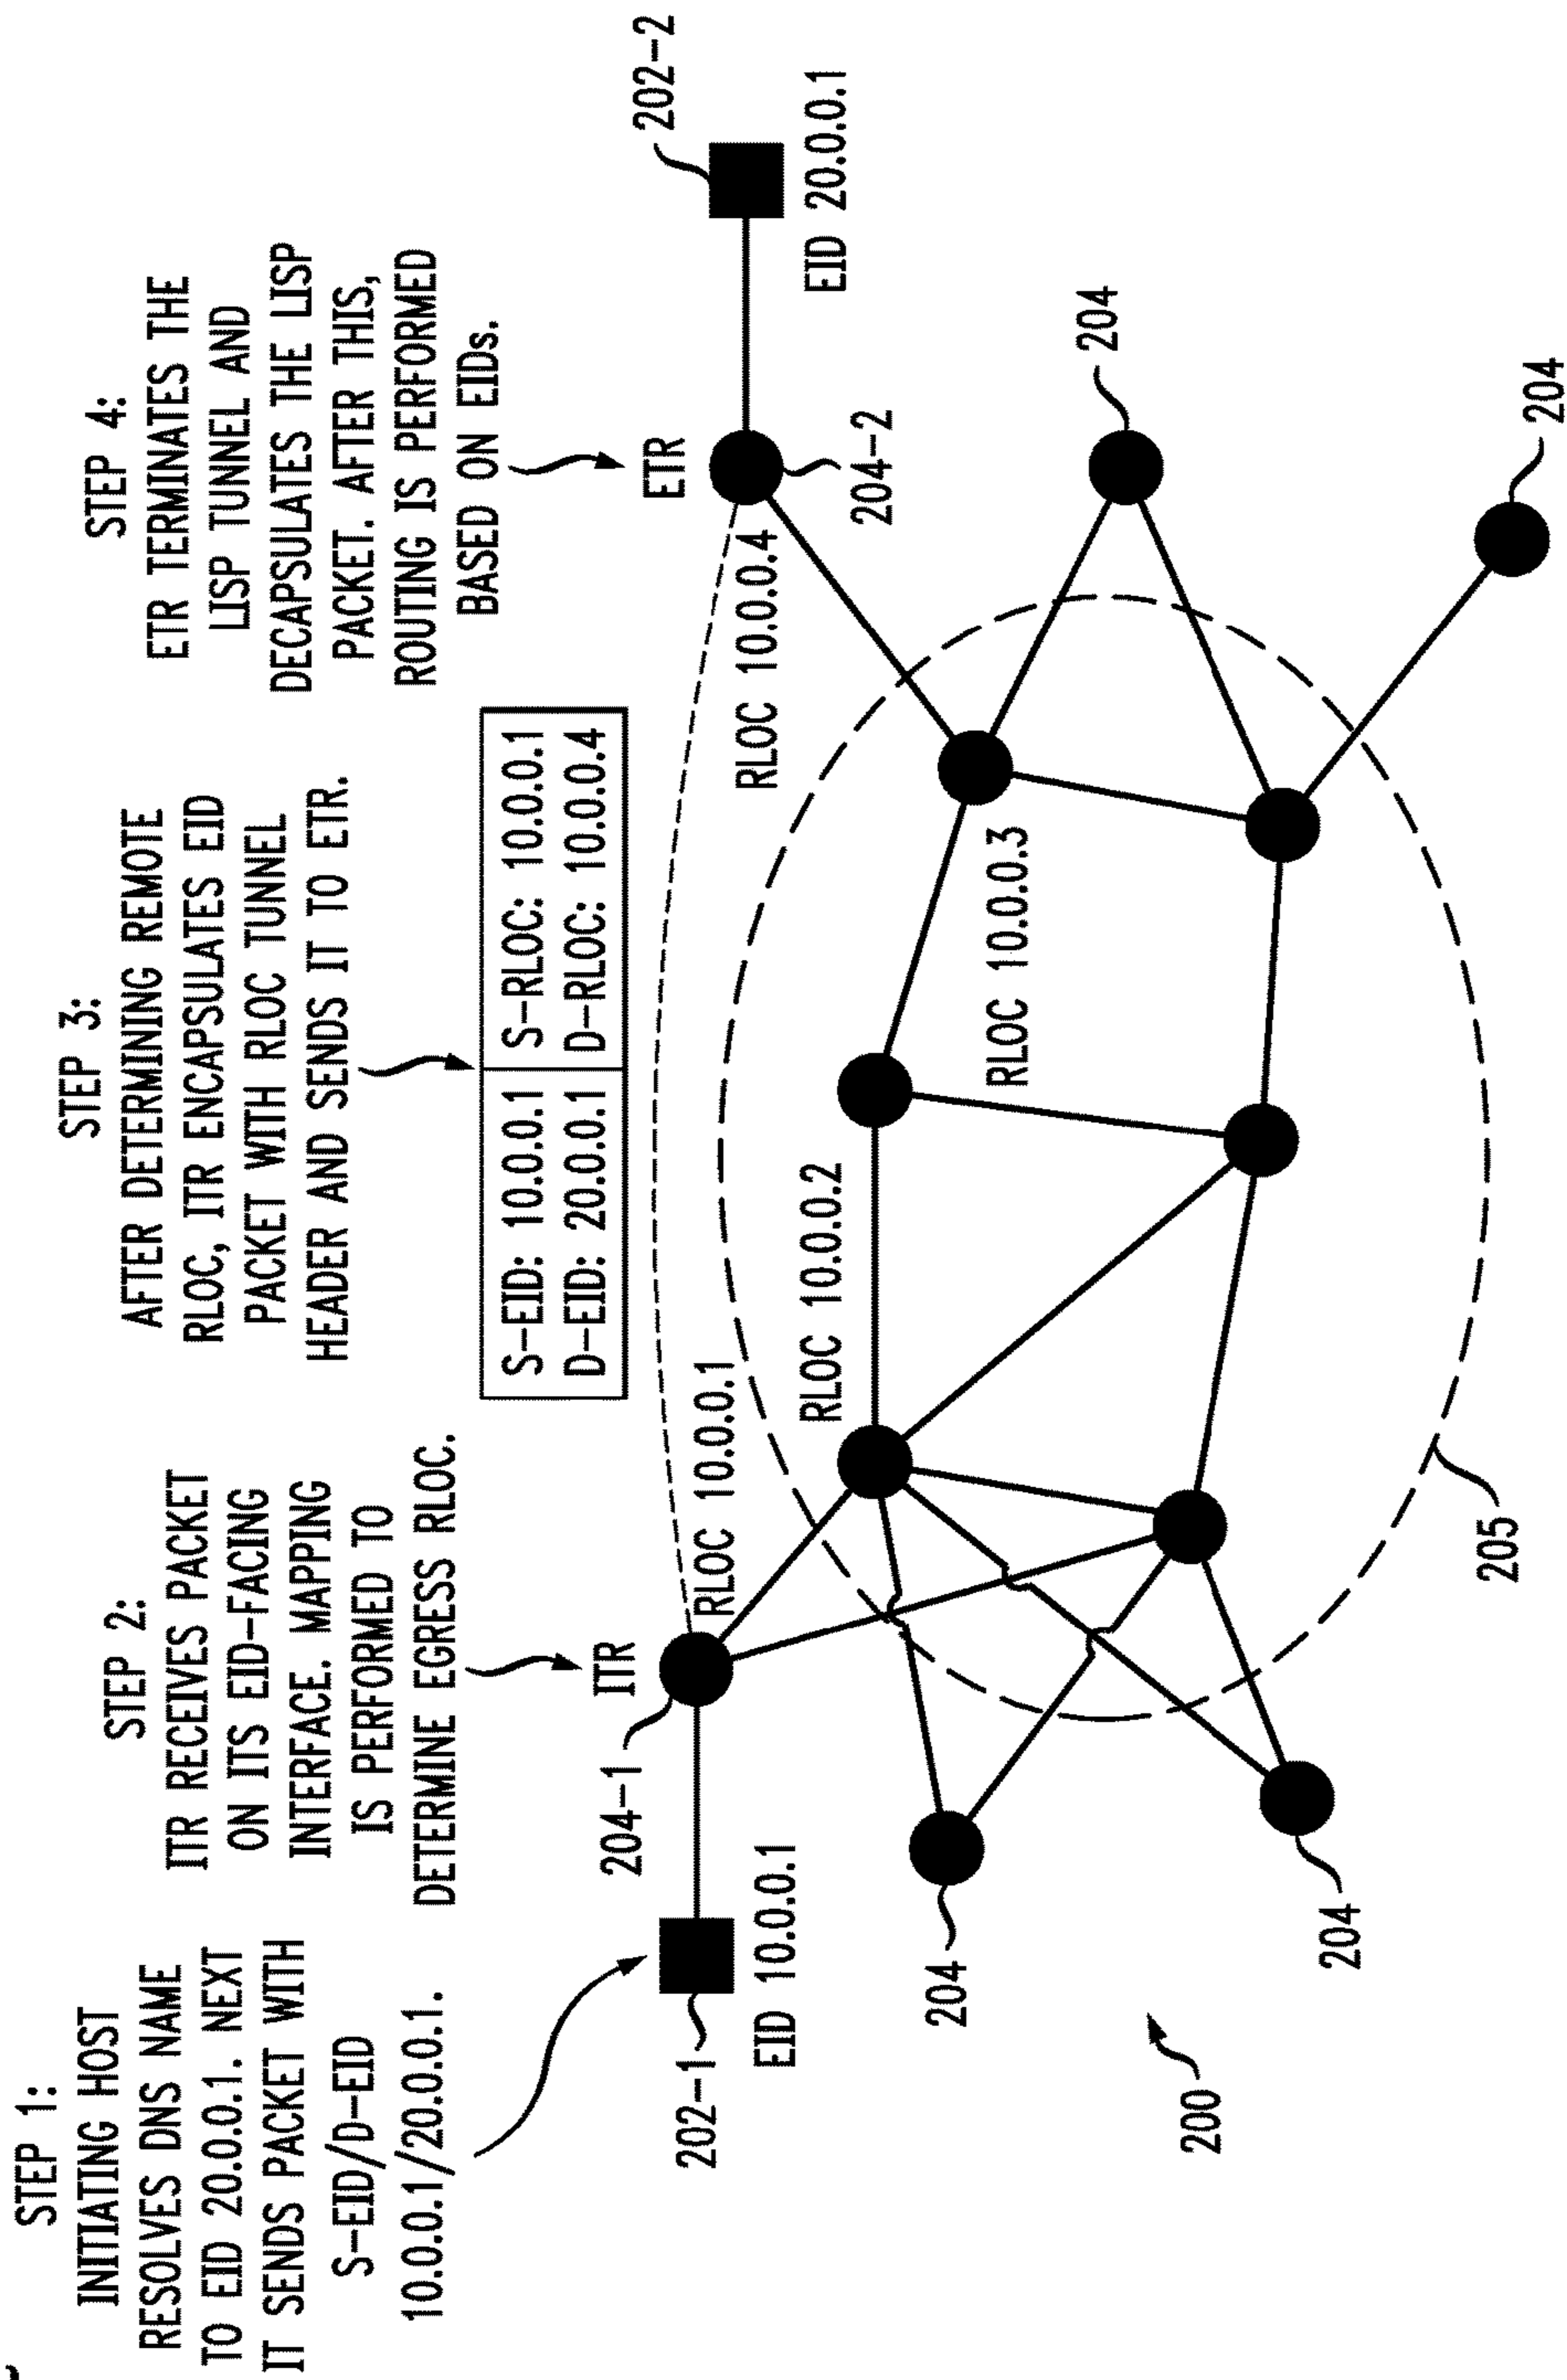 STEP 1:
INITIATING HOST
RESOLVES DNS NAME
TO EID 20.0.0.1. NEXT
IT SENDS PACKET WITH
S-EID/D-EID
10.0.0.1/20.0.0.1.
STEP 2:
ITR RECEIVES PACKET
ON ITS EID-FACING
INTERFACE. MAPPING
IS PERFORMED TO
DETERMINE EGRESS RLOC.
STEP 3:
AFTER DETERMINING REMOTE
RLOC, ITR ENCAPSULATES EID
PACKET WITH RLOC TUNNEL
HEADER AND SENDS IT TO ETR.
STEP 4:
ETR TERMINATES THE
LISP TUNNEL AND
DECAPSULATES THE LISP
PACKET. AFTER THIS,
ROUTING IS PERFORMED
BASED ON EIDs.
S-EID: 10.0.0.1 S-RLOC: 10.0.0.1
D-EID: 20.0.0.1 D-RLOC: 10.0.0.4
204-1
ITR
ETR
202-2
202-1
EID 10.0.0.1
RLOC 10.0.0.1
RLOC 10.0.0.4
EID 20.0.0.1
204-2
RLOC 10.0.0.2
RLOC 10.0.0.3
204
204
204
204
200
205